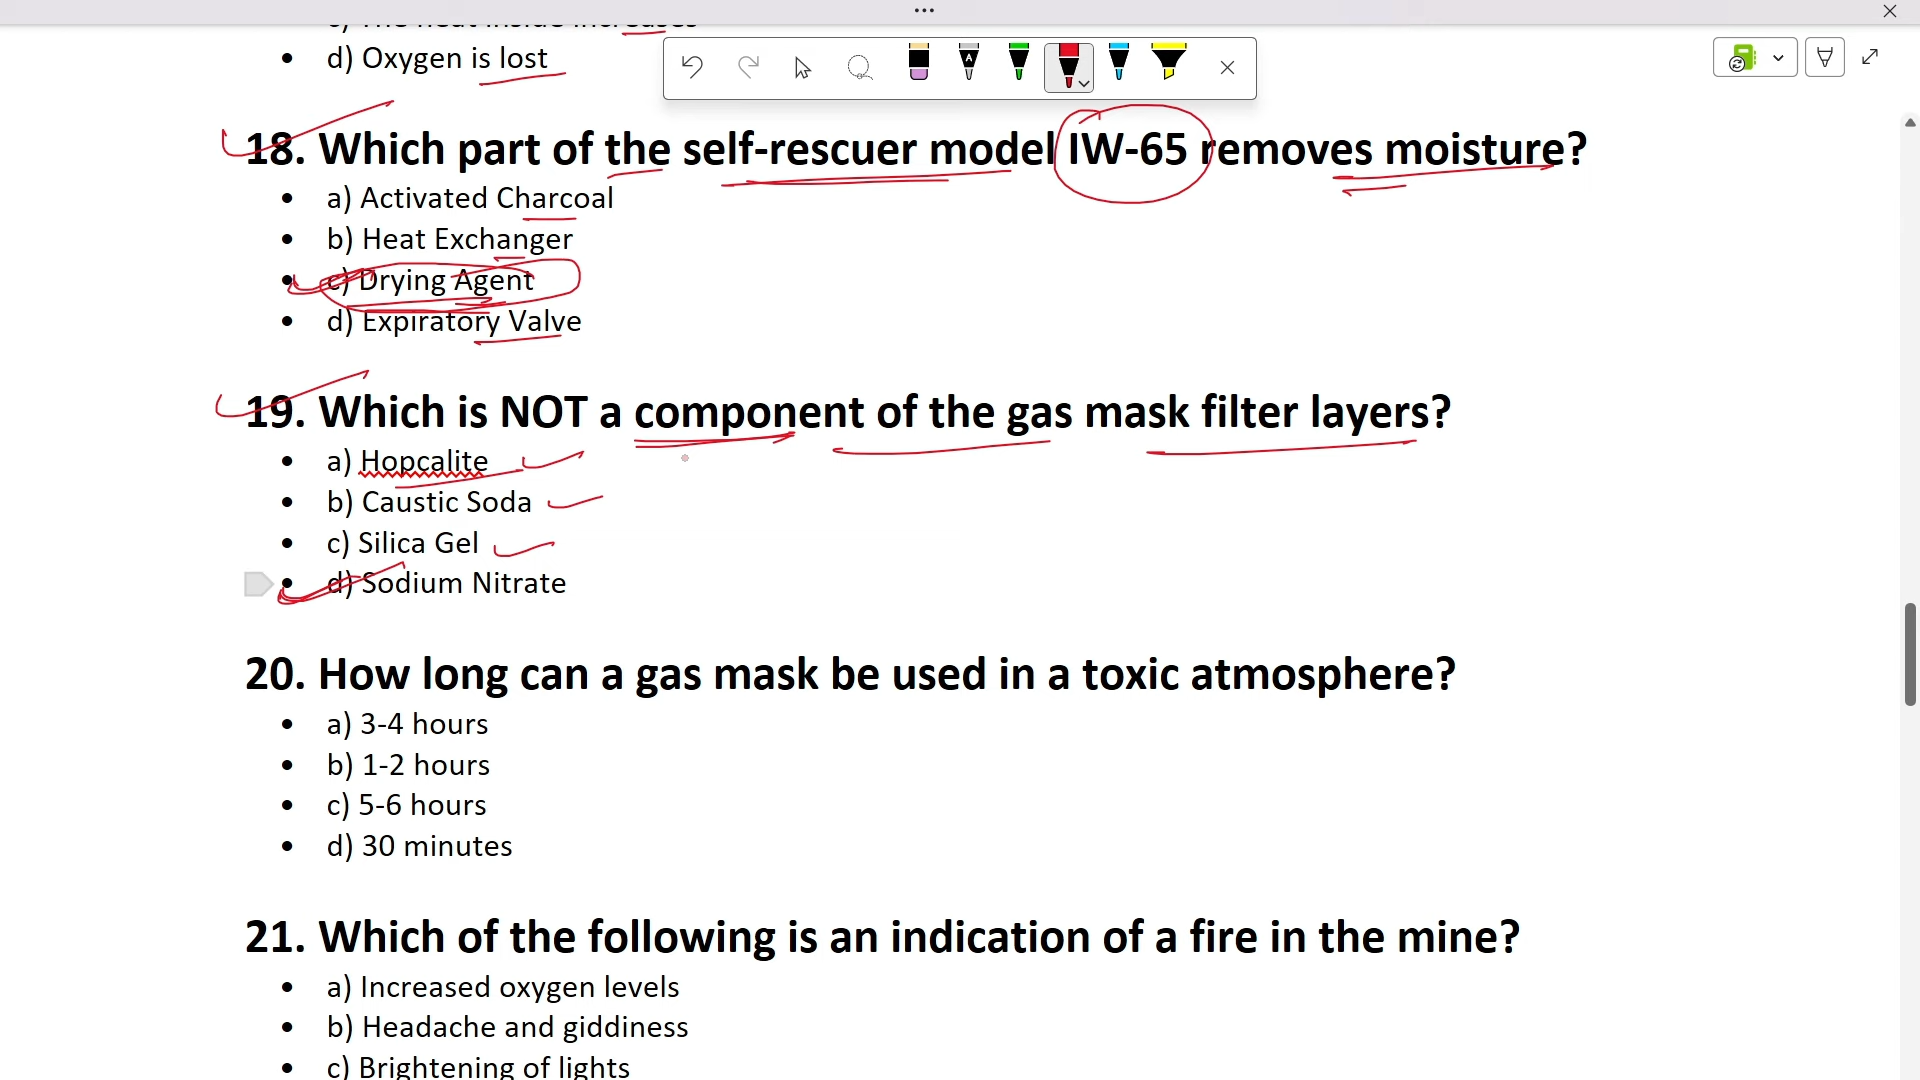 c) The heat inside increases
d) Oxygen is lost
18. Which part of the self-rescuer model IW-65 removes moisture?
a) Activated Charcoal
b) Heat Exchanger
c) Drying Agent
d) Expiratory Valve
19. Which is NOT a component of the gas mask filter layers?
a) Hopcalite
b) Caustic Soda
c) Silica Gel
d) Sodium Nitrate
20. How long can a gas mask be used in a toxic atmosphere?
a) 3-4 hours
b) 1-2 hours
c) 5-6 hours
d) 30 minutes
21. Which of the following is an indication of a fire in the mine?
a) Increased oxygen levels
b) Headache and giddiness
c) Brightening of lights